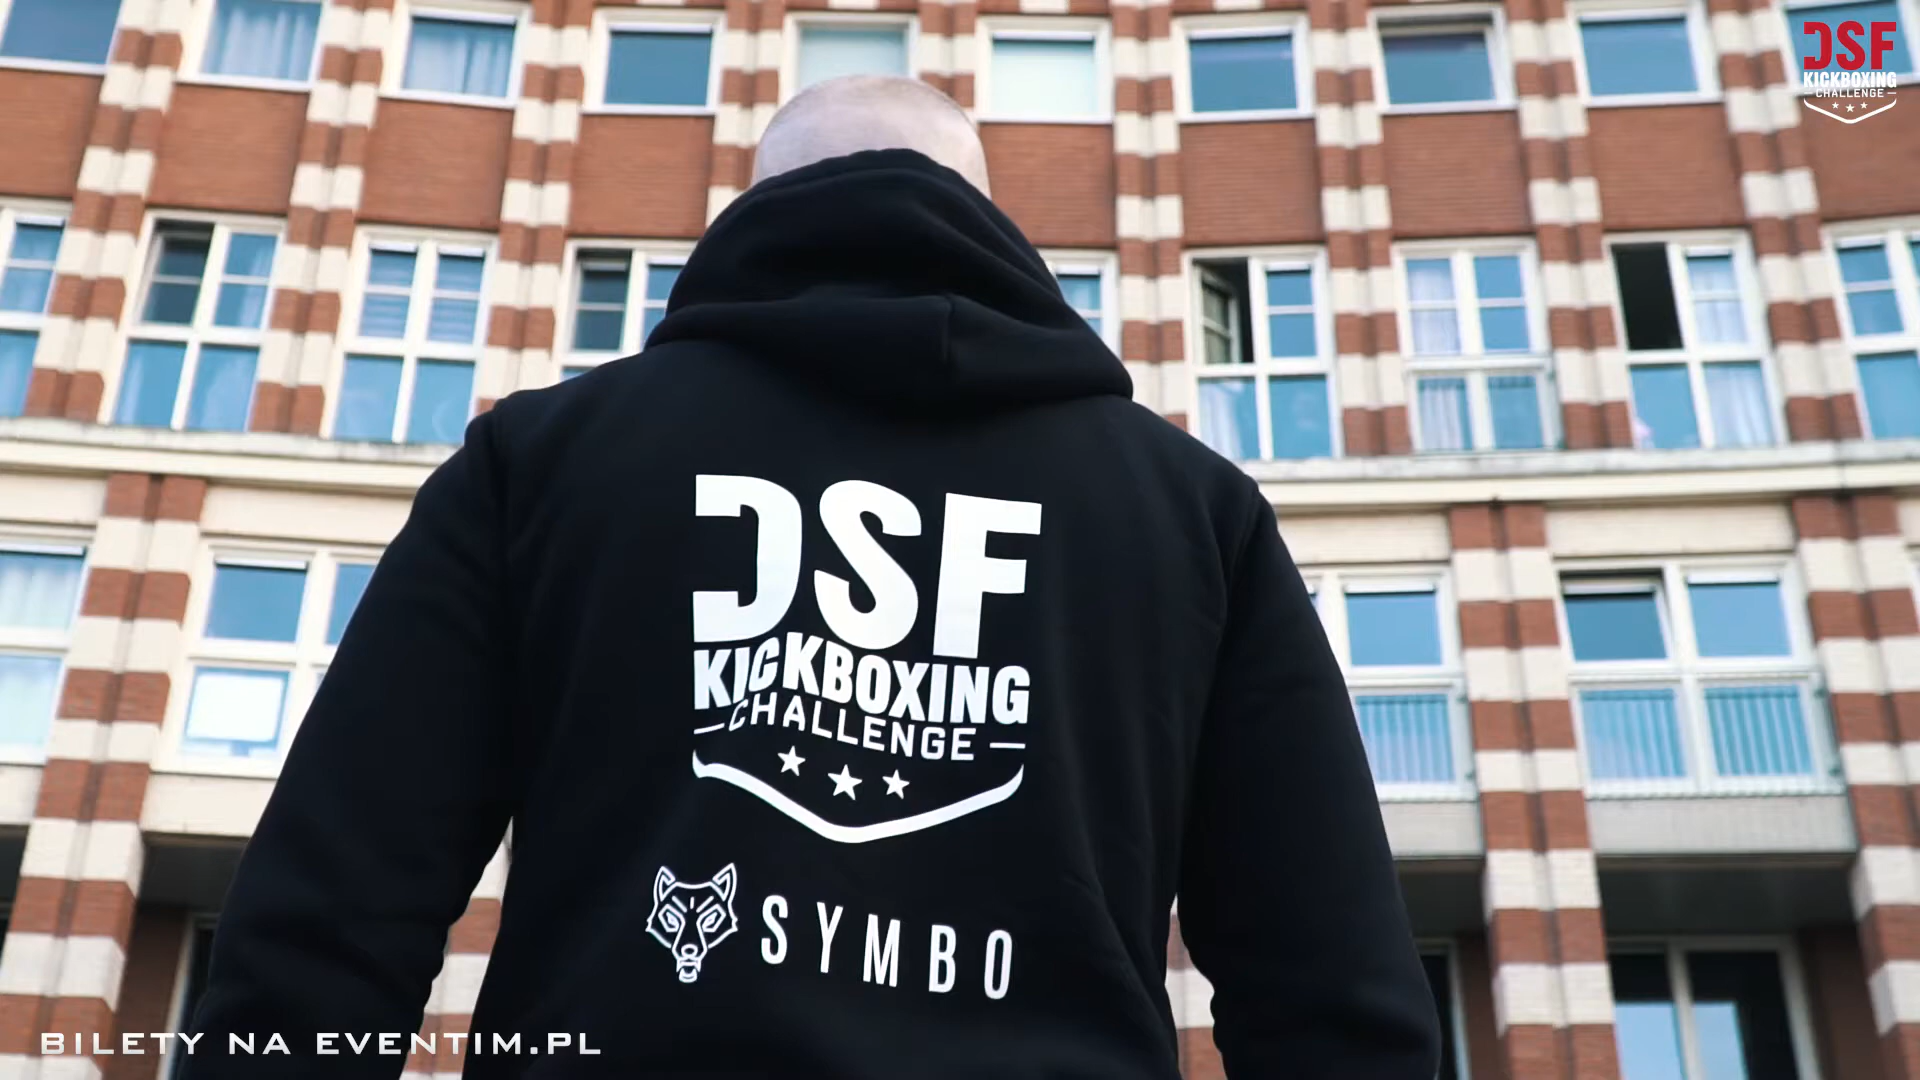 DSF
KICKBOXING
CHALLENGE
DSF
KICKBOXING
CHALLENGE
SYMBO
BILETY NA EVENTIM.PL